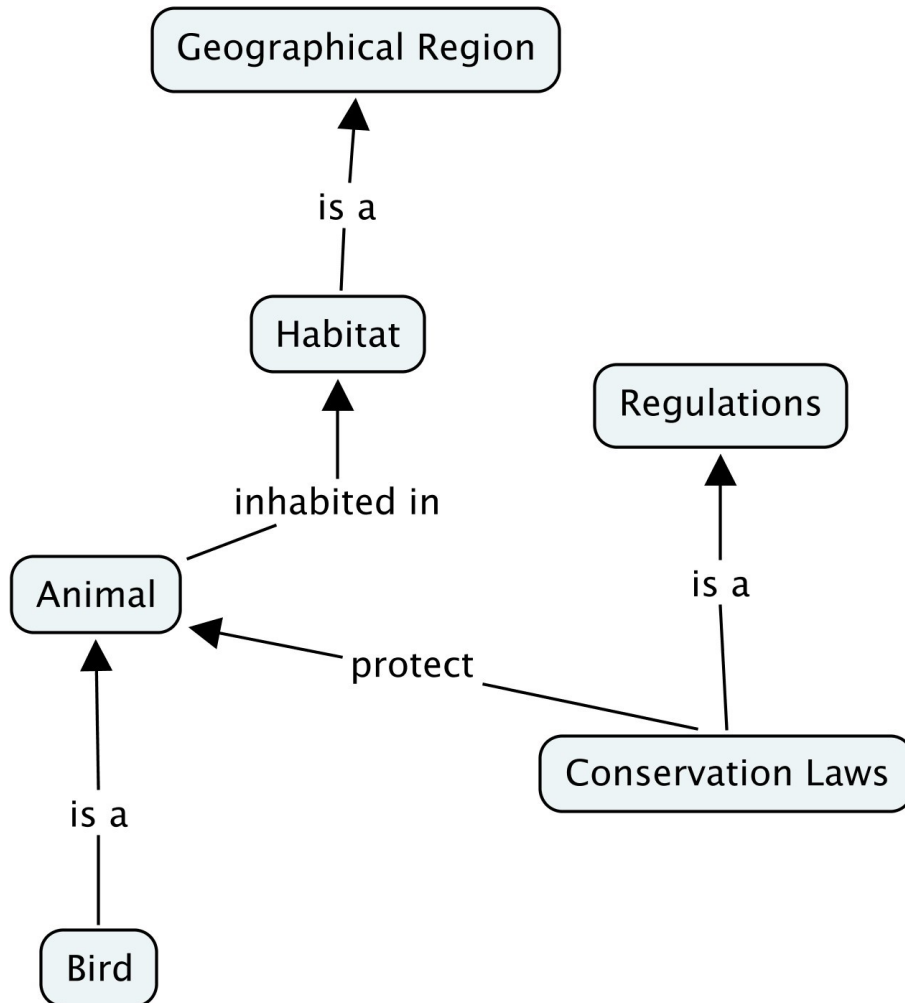 Geographical Region
is a
Habitat
Regulations
inhabited in
Animal
is a
protect
Conservation Laws
is a
Bird